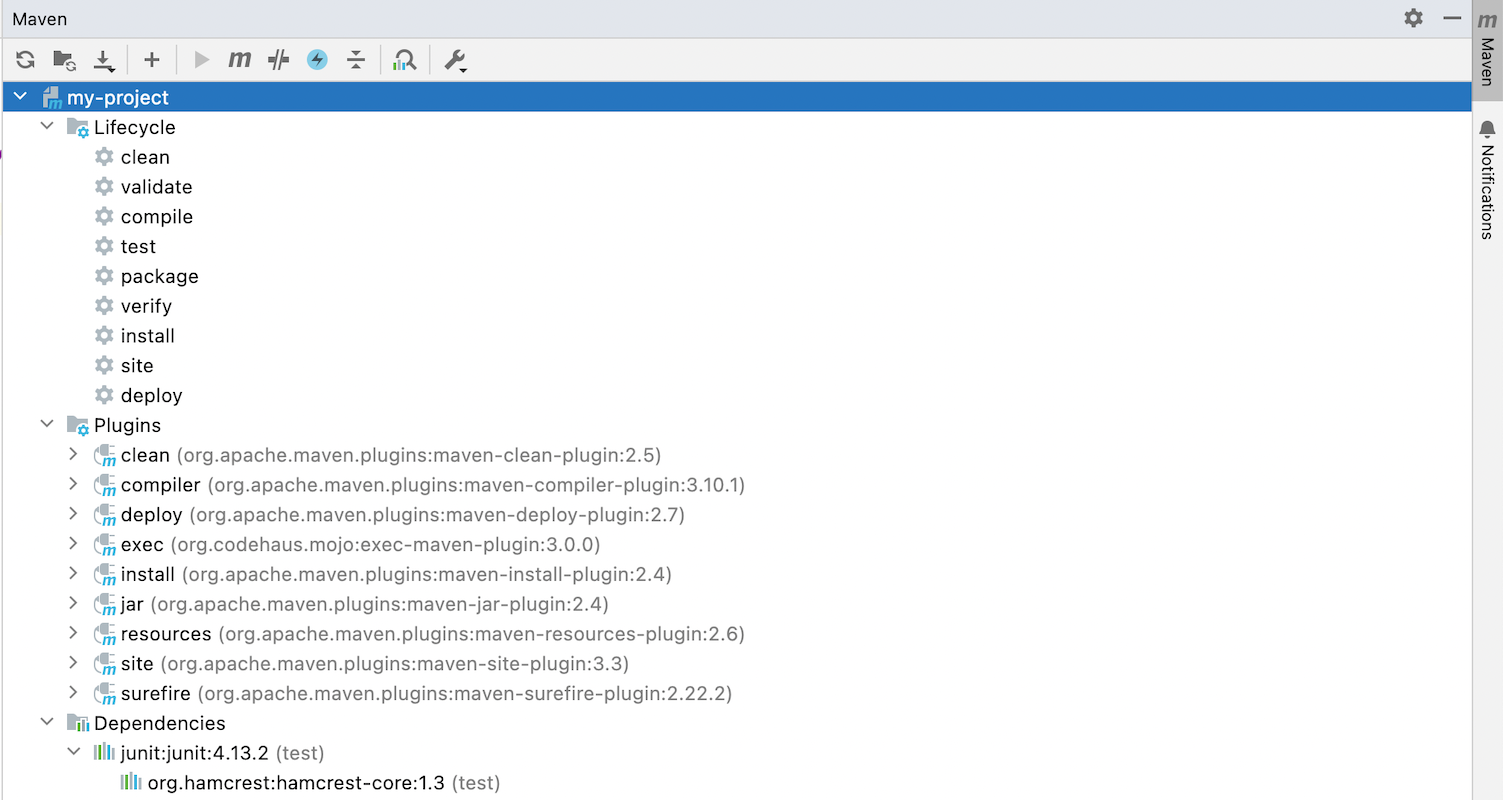 Maven
my-project
Lifecycle
clean
validate
compile
test
package
verify
install
site
deploy
Plugins
clean (org.apache.maven.plugins:maven-clean-plugin:2.5)
compiler (org.apache.maven.plugins:maven-compiler-plugin:3.10.1)
deploy (org.apache.maven.plugins:maven-deploy-plugin:2.7)
exec (org.codehaus.mojo:exec-maven-plugin:3.0.0)
install (org.apache.maven.plugins:maven-install-plugin:2.4)
jar (org.apache.maven.plugins:maven-jar-plugin:2.4)
resources (org.apache.maven.plugins:maven-resources-plugin:2.6)
site (org.apache.maven.plugins:maven-site-plugin:3.3)
surefire (org.apache.maven.plugins:maven-surefire-plugin:2.22.2)
Dependencies
junit:junit:4.13.2 (test)
org.hamcrest:hamcrest-core:1.3 (test)
Maven
Notifications